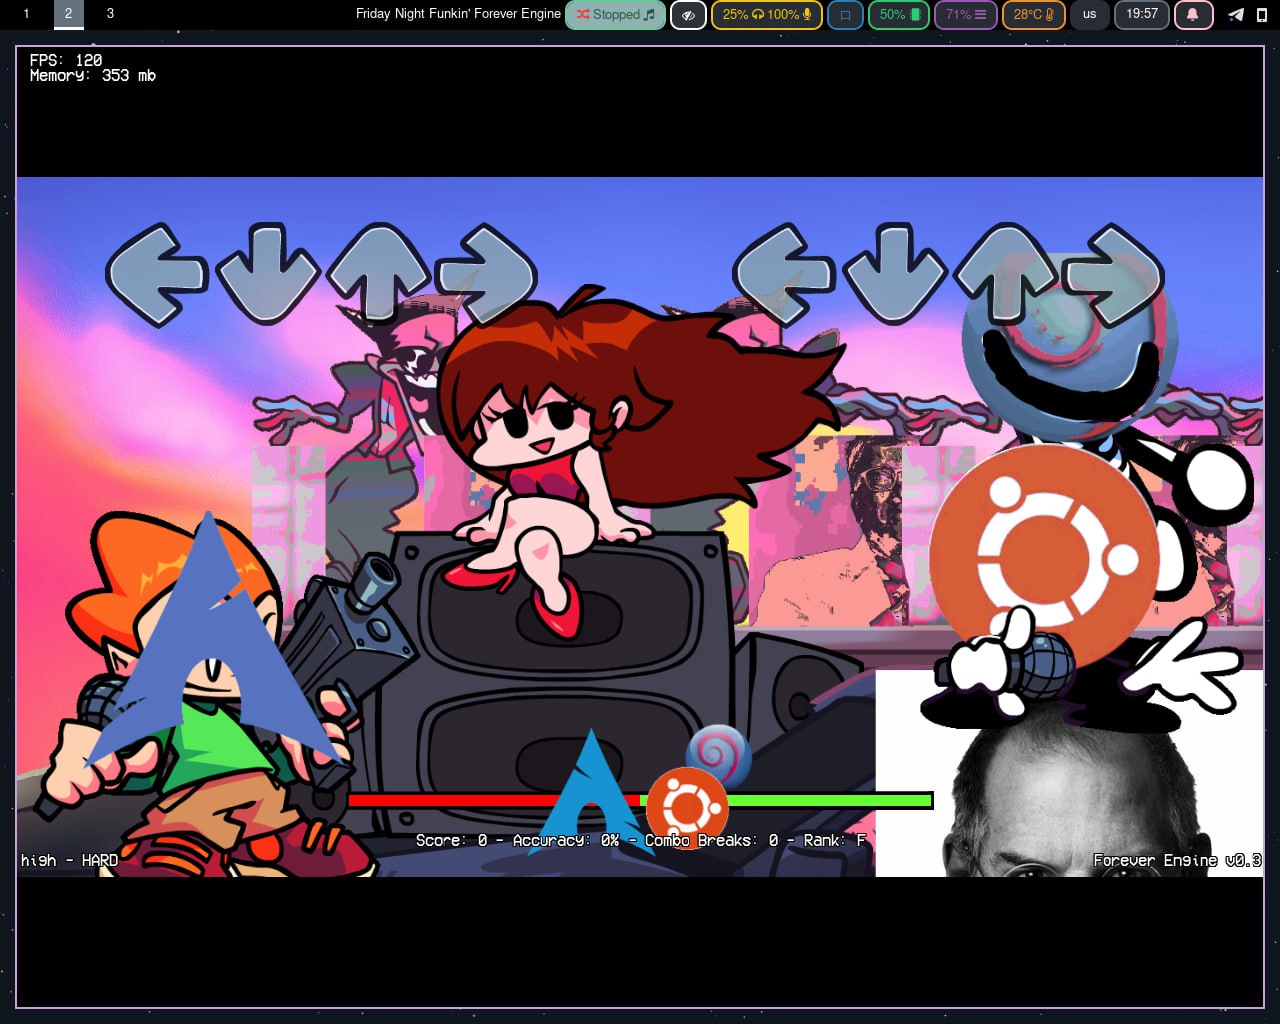 1 2 3 Friday Night Funkin' Forever Engine Stopped 25% 100% 50% 71% 28°C us 19:57
FPS: 120
Memory: 353 mb
Score: 0 - Accuracy: 0% - Combo Breaks: 0 - Rank: F
high - HARD
Forever Engine v0.3